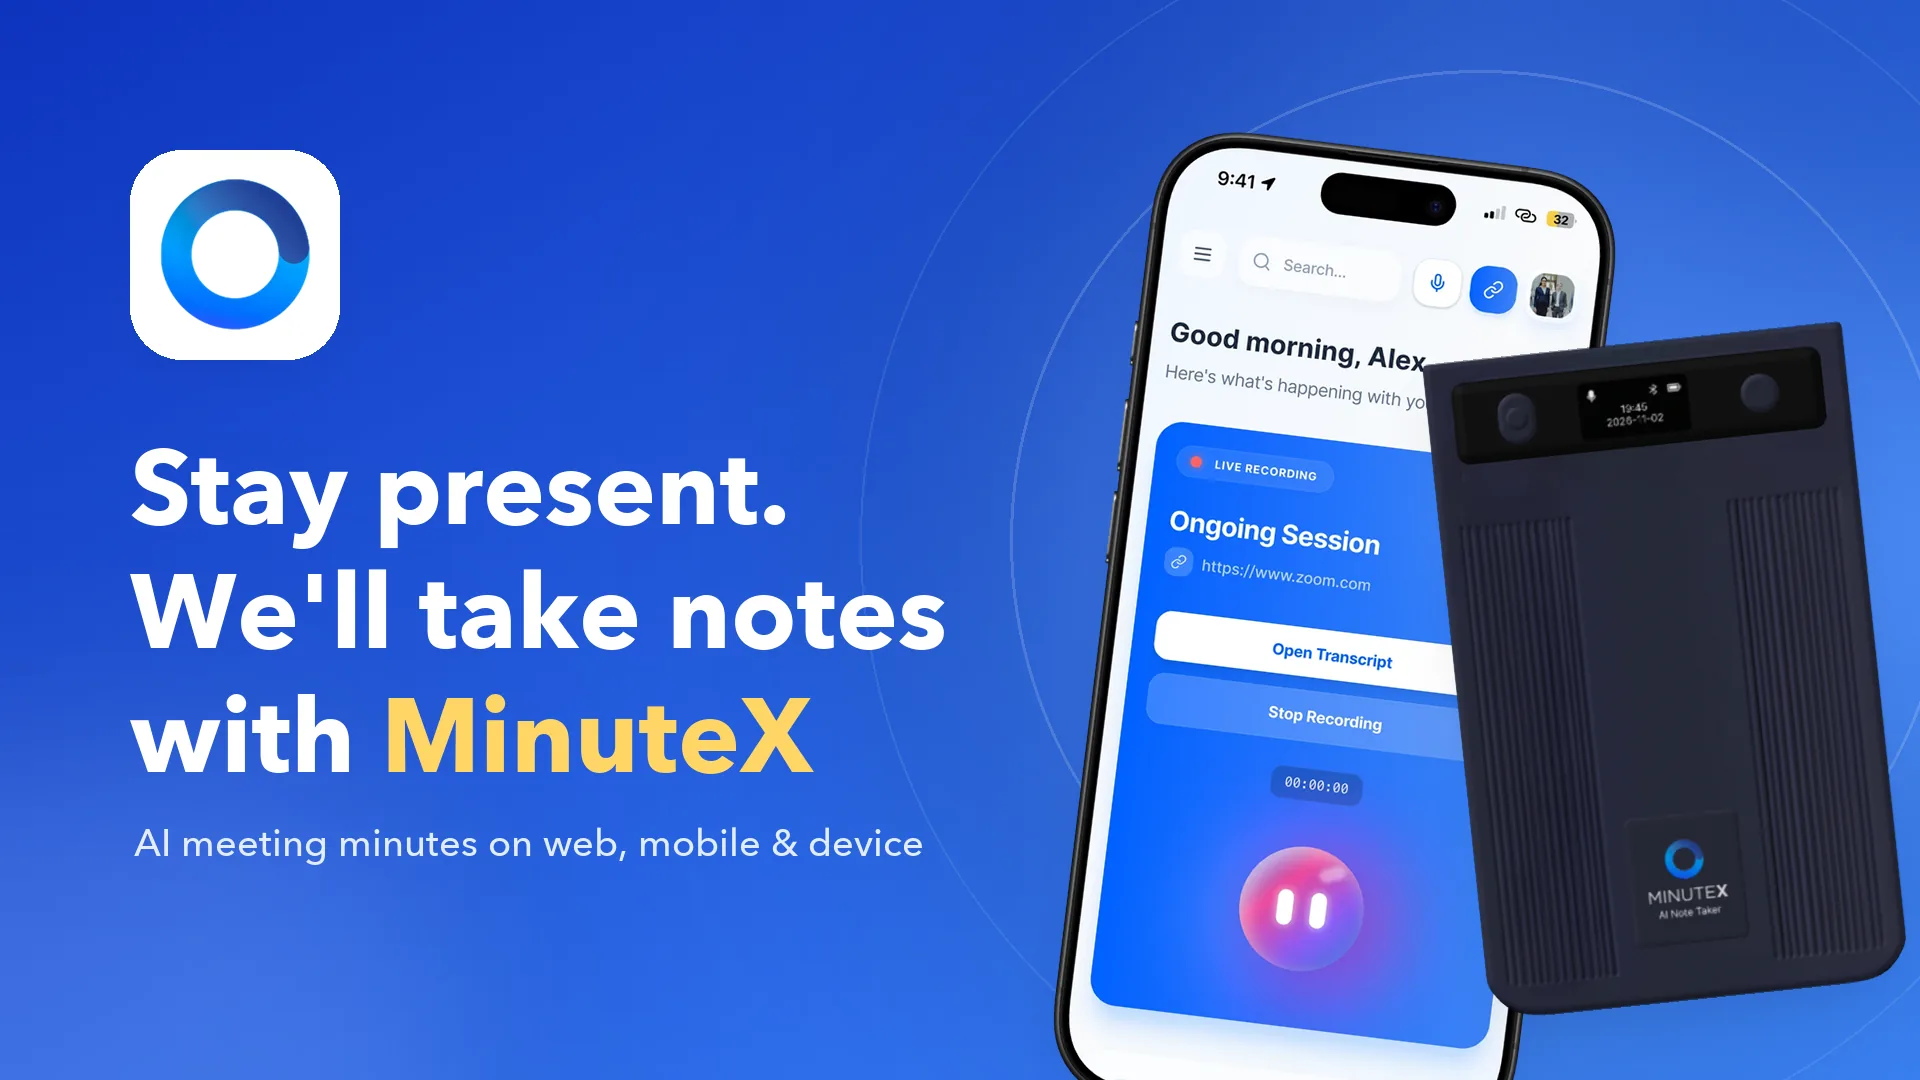 Stay present.
We'll take notes
with MinuteX
AI meeting minutes on web, mobile & device
9:41
32
Search...
Good morning, Alex
Here's what's happening with yo
LIVE RECORDING
Ongoing Session
https://www.zoom.com
Open Transcript
Stop Recording
00:00:00
19:45
2026-11-02
MINUTEX
AI Note Taker